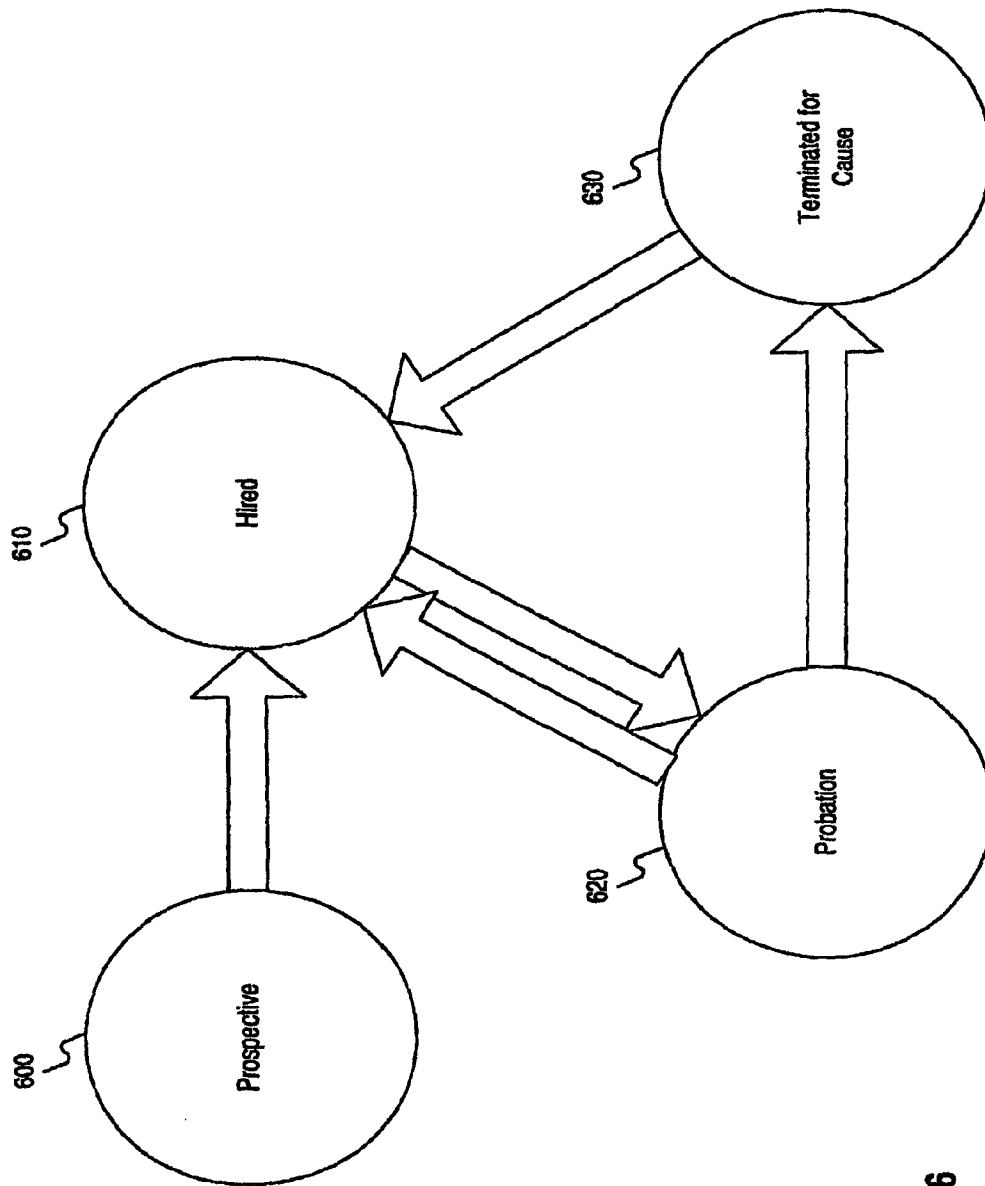 600
Prospective
610
Hired
620
Probation
630
Terminated for
Cause
6